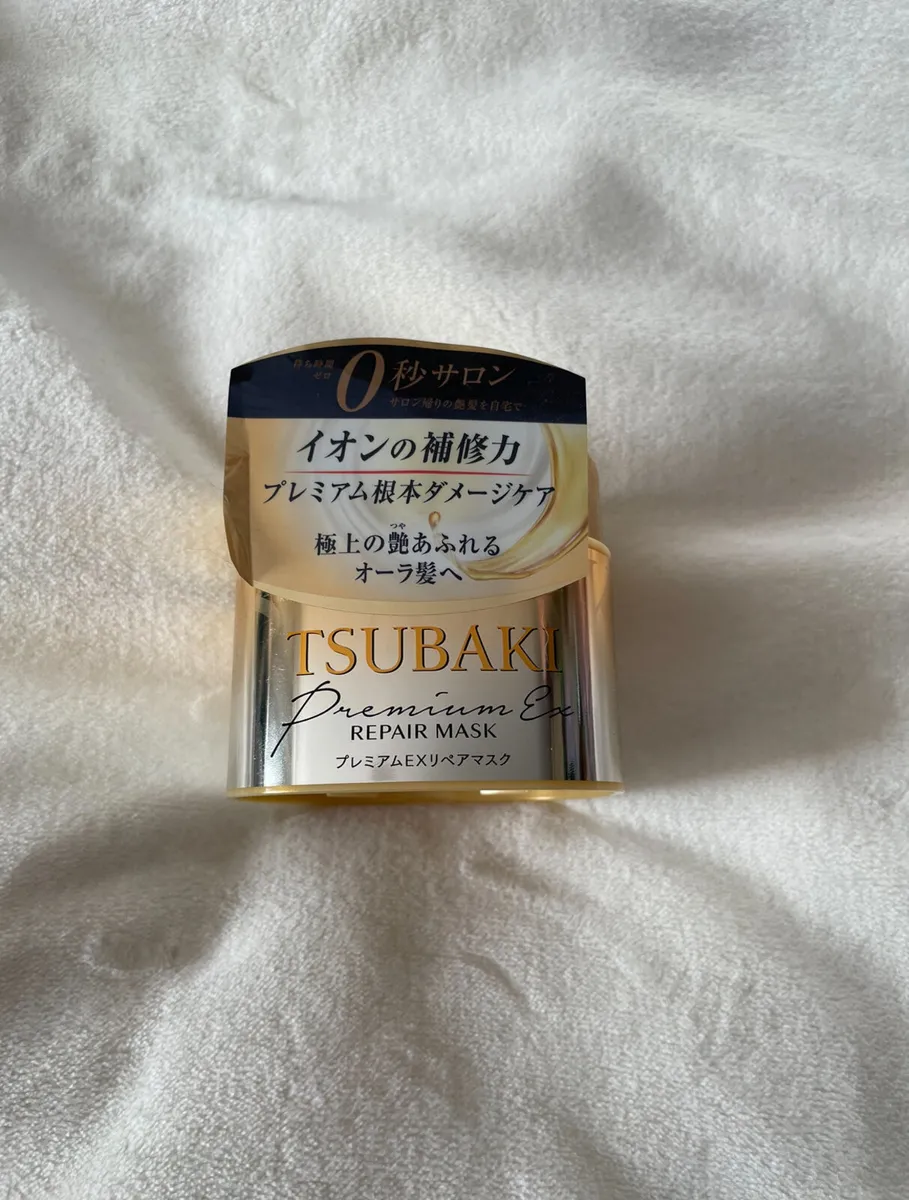 待ち時間
ゼロ
0秒サロン
サロン帰りの艶髪を自宅で
イオンの補修力
プレミアム根本ダメージケア
つや
極上の艶あふれる
オーラ髪へ
TSUBAKI
Premium Ex
REPAIR MASK
プレミアムEXリペアマスク